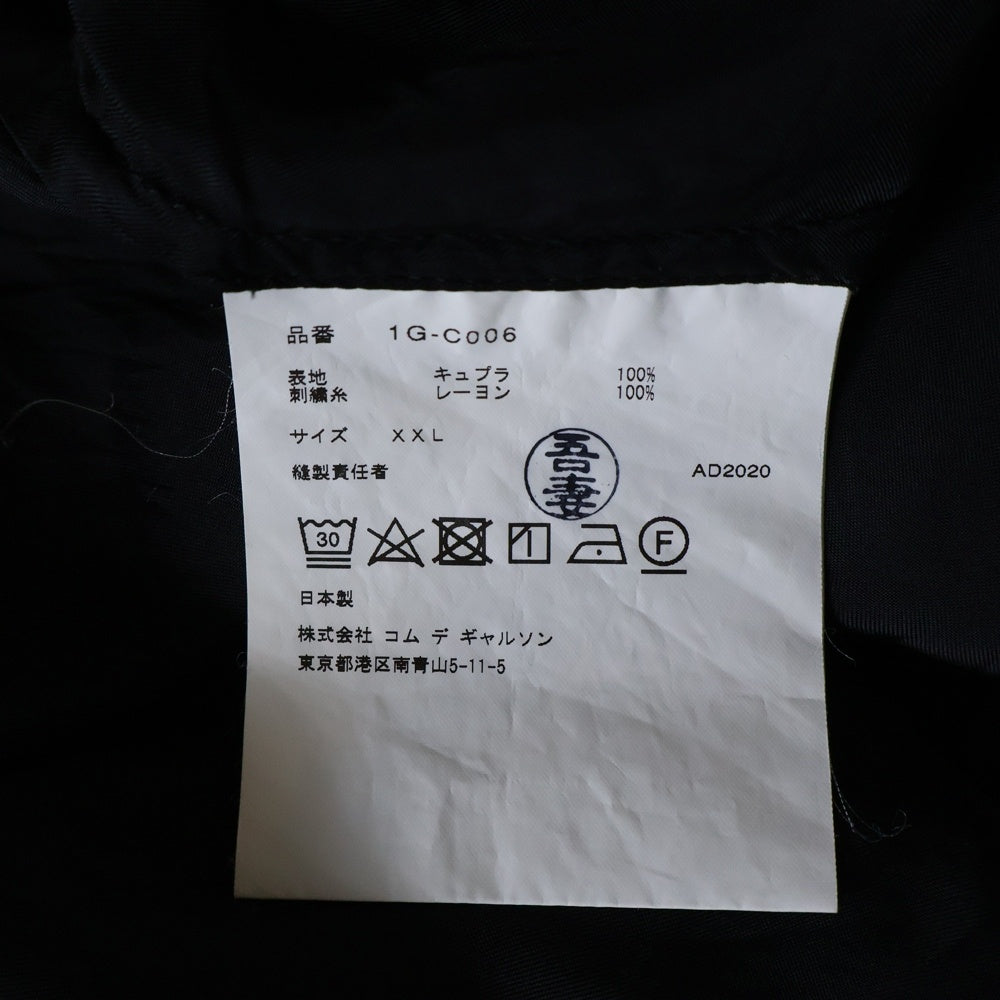 品番 1G-C006
表地 キュプラ 100%
刺繍糸 レーヨン 100%
サイズ XXL
縫製責任者 吾妻 AD2020
30 F
日本製
株式会社 コム デ ギャルソン
東京都港区南青山5-11-5